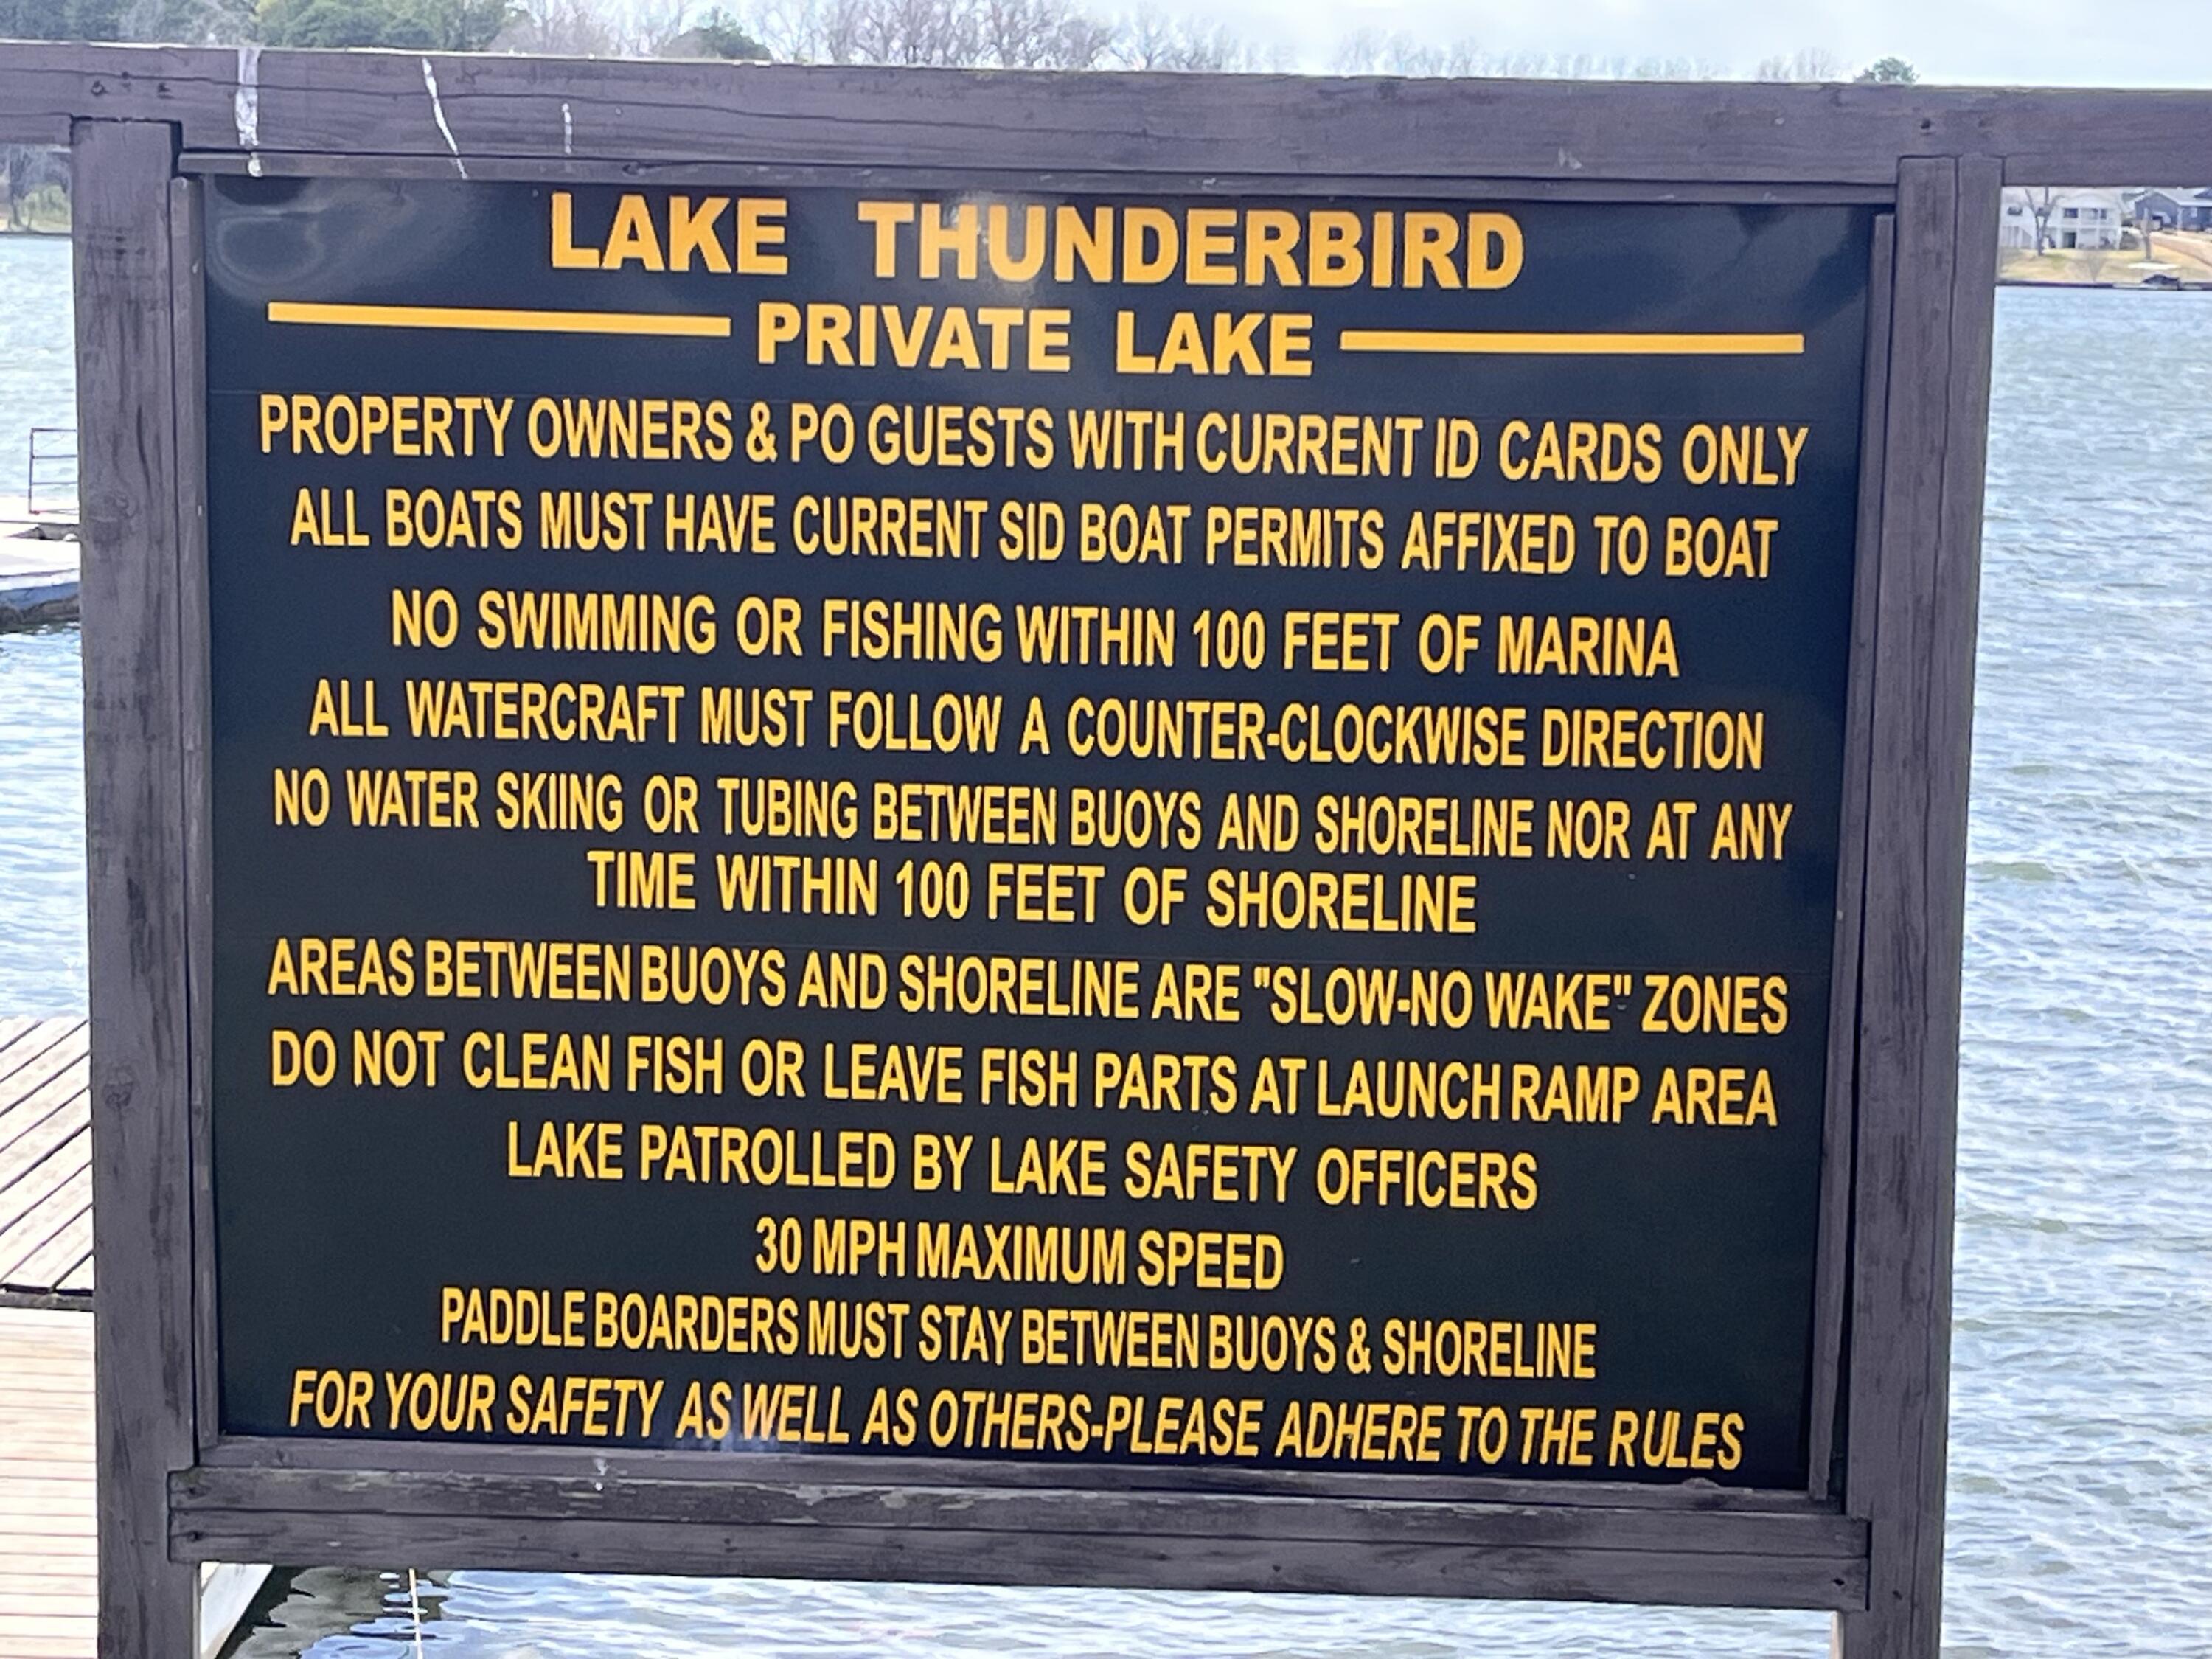 LAKE THUNDERBIRD
PRIVATE LAKE
PROPERTY OWNERS & PO GUESTS WITH CURRENT ID CARDS ONLY
ALL BOATS MUST HAVE CURRENT SID BOAT PERMITS AFFIXED TO BOAT
NO SWIMMING OR FISHING WITHIN 100 FEET OF MARINA
ALL WATERCRAFT MUST FOLLOW A COUNTER-CLOCKWISE DIRECTION
NO WATER SKIING OR TUBING BETWEEN BUOYS AND SHORELINE NOR AT ANY
TIME WITHIN 100 FEET OF SHORELINE
AREAS BETWEEN BUOYS AND SHORELINE ARE "SLOW-NO WAKE" ZONES
DO NOT CLEAN FISH OR LEAVE FISH PARTS AT LAUNCH RAMP AREA
LAKE PATROLLED BY LAKE SAFETY OFFICERS
30 MPH MAXIMUM SPEED
PADDLE BOARDERS MUST STAY BETWEEN BUOYS & SHORELINE
FOR YOUR SAFETY AS WELL AS OTHERS-PLEASE ADHERE TO THE RULES